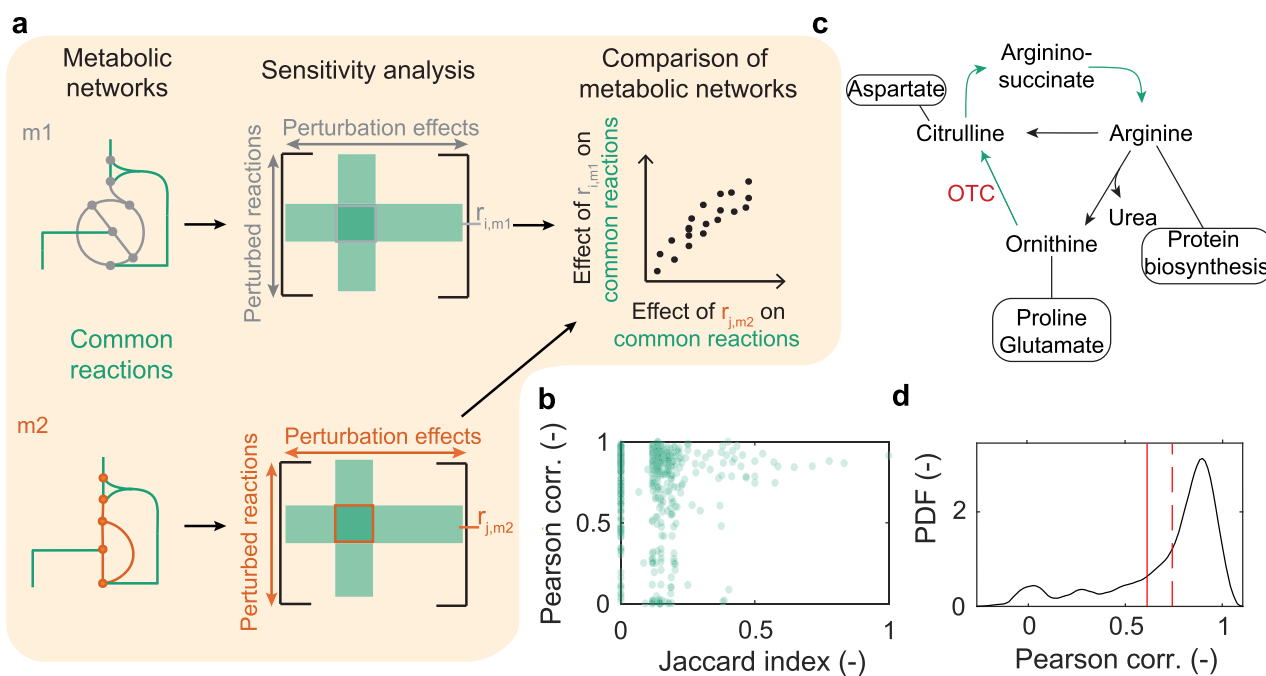 a
Metabolic
networks
Sensitivity analysis
Comparison of
metabolic networks
m1
Perturbation effects
Perturbed reactions
r_i,m1
Effect of r_i,m1 on
common reactions
Effect of r_j,m2 on
common reactions
Common
reactions
m2
Perturbation effects
Perturbed reactions
r_j,m2
b
Pearson corr. (-)
1
0.5
0
0
0.5
1
Jaccard index (-)
c
Arginino-
succinate
Aspartate
Citrulline
Arginine
OTC
Urea
Ornithine
Protein
biosynthesis
Proline
Glutamate
d
PDF (-)
2
0
0
0.5
1
Pearson corr. (-)